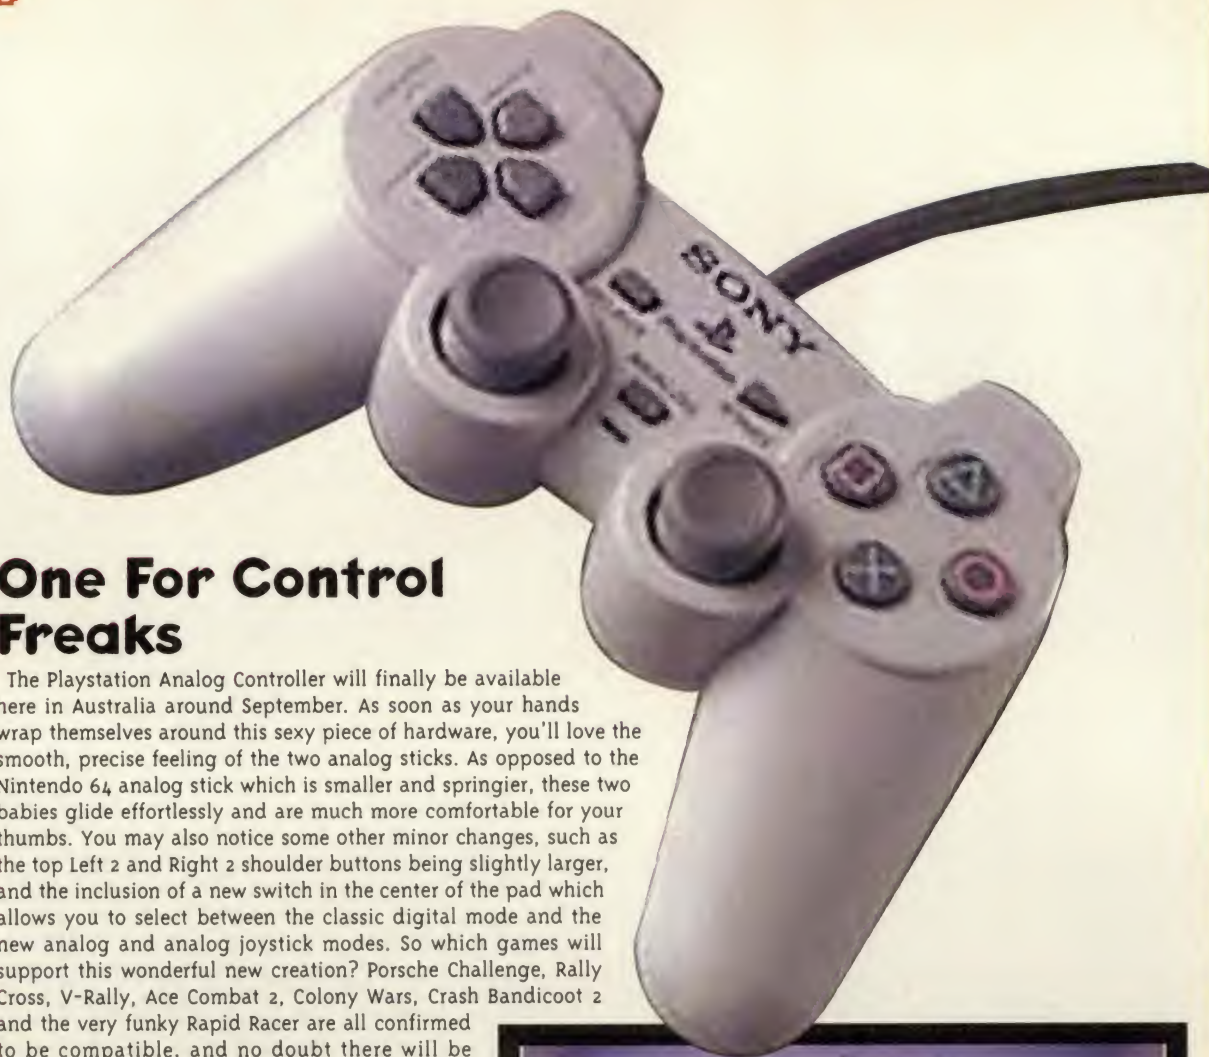 SONY
PlayStation
One For Control
Freaks
The Playstation Analog Controller will finally be available
here in Australia around September. As soon as your hands
wrap themselves around this sexy piece of hardware, you'll love the
smooth, precise feeling of the two analog sticks. As opposed to the
Nintendo 64 analog stick which is smaller and springier, these two
babies glide effortlessly and are much more comfortable for your
thumbs. You may also notice some other minor changes, such as
the top Left 2 and Right 2 shoulder buttons being slightly larger,
and the inclusion of a new switch in the center of the pad which
allows you to select between the classic digital mode and the
new analog and analog joystick modes. So which games will
support this wonderful new creation? Porsche Challenge, Rally
Cross, V-Rally, Ace Combat 2, Colony Wars, Crash Bandicoot 2
and the very funky Rapid Racer are all confirmed
to be compatible, and no doubt there will be